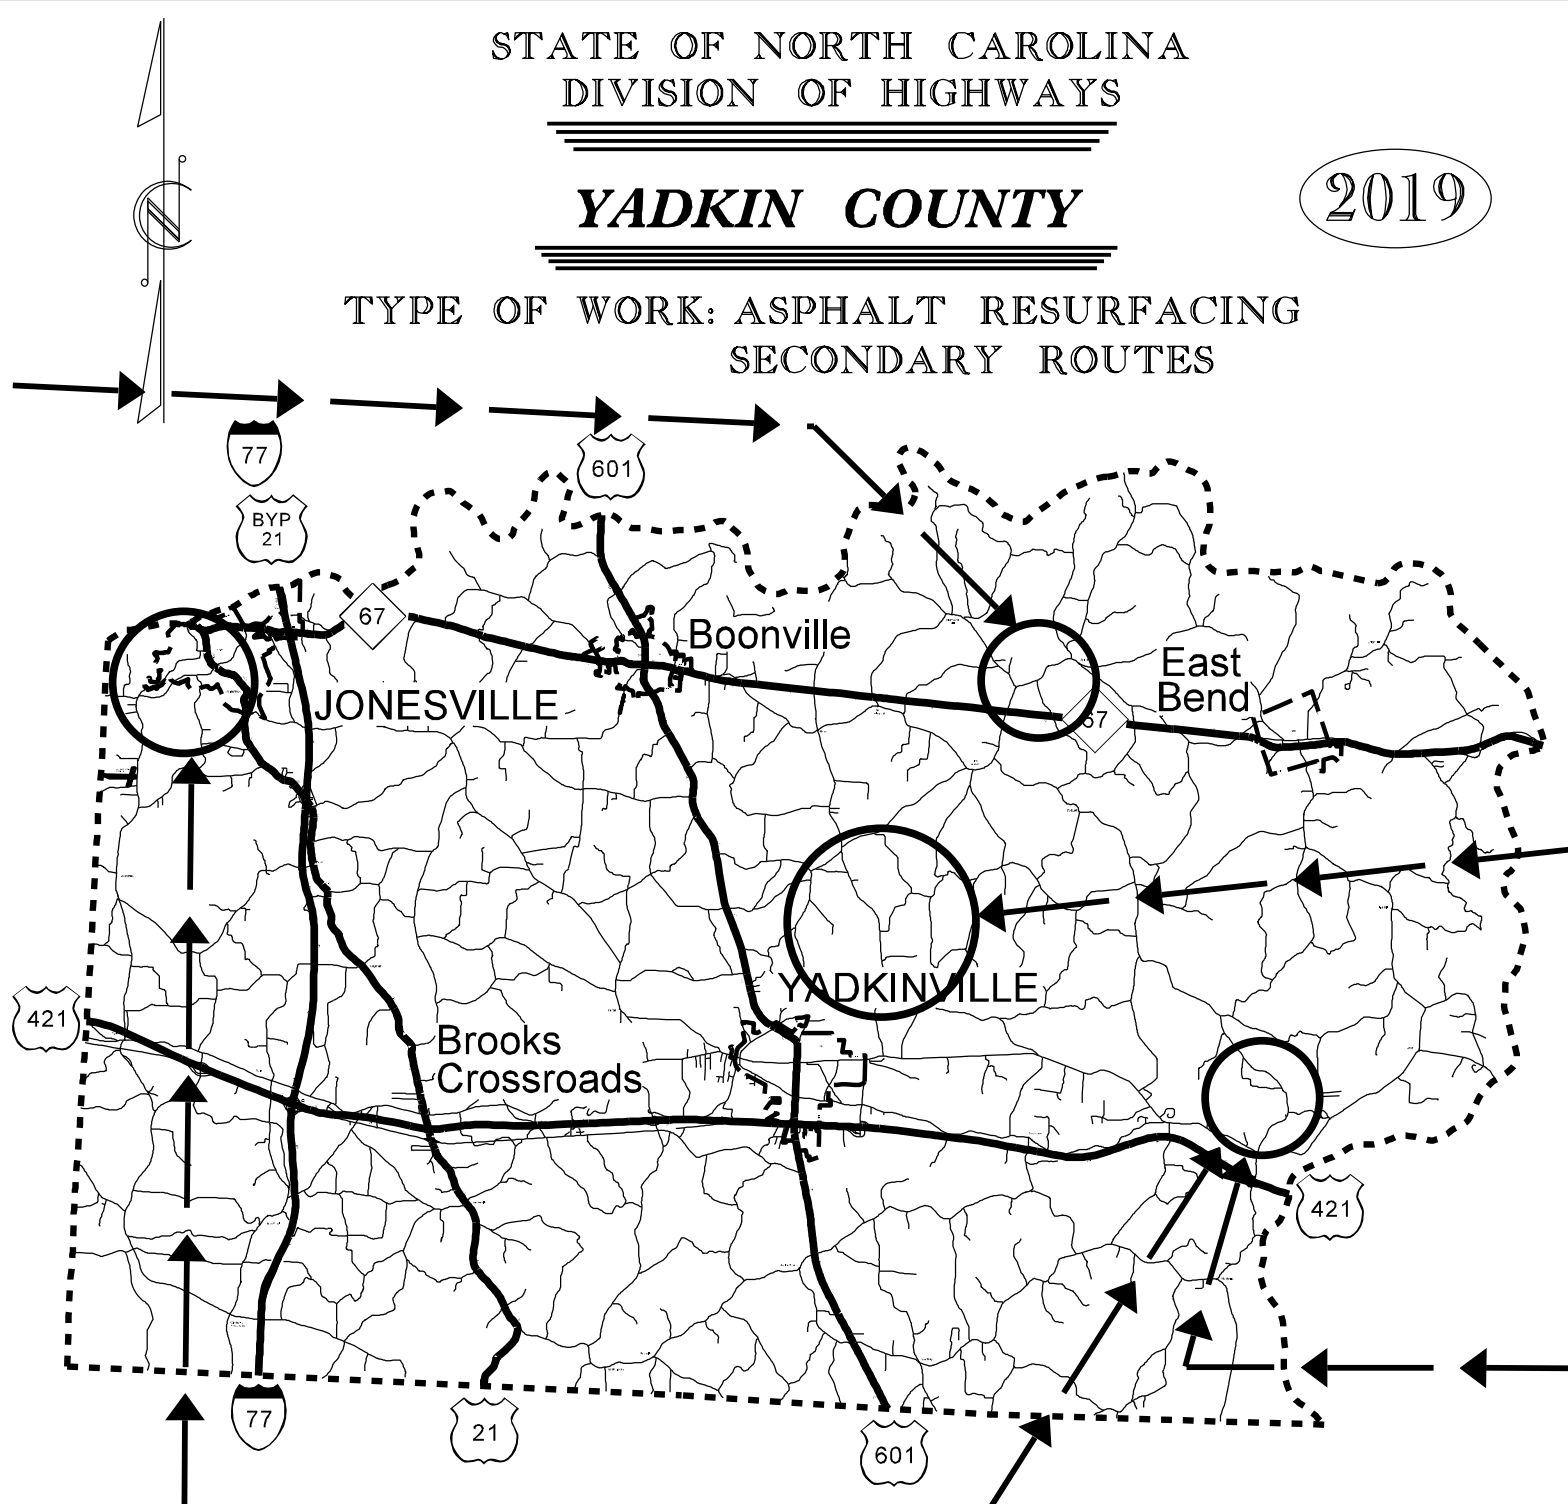 STATE OF NORTH CAROLINA
DIVISION OF HIGHWAYS
YADKIN COUNTY
2019
TYPE OF WORK: ASPHALT RESURFACING
SECONDARY ROUTES
77
601
BYP
21
67
Boonville
East
Bend
JONESVILLE
67
YADKINVILLE
421
Brooks
Crossroads
421
77
21
601